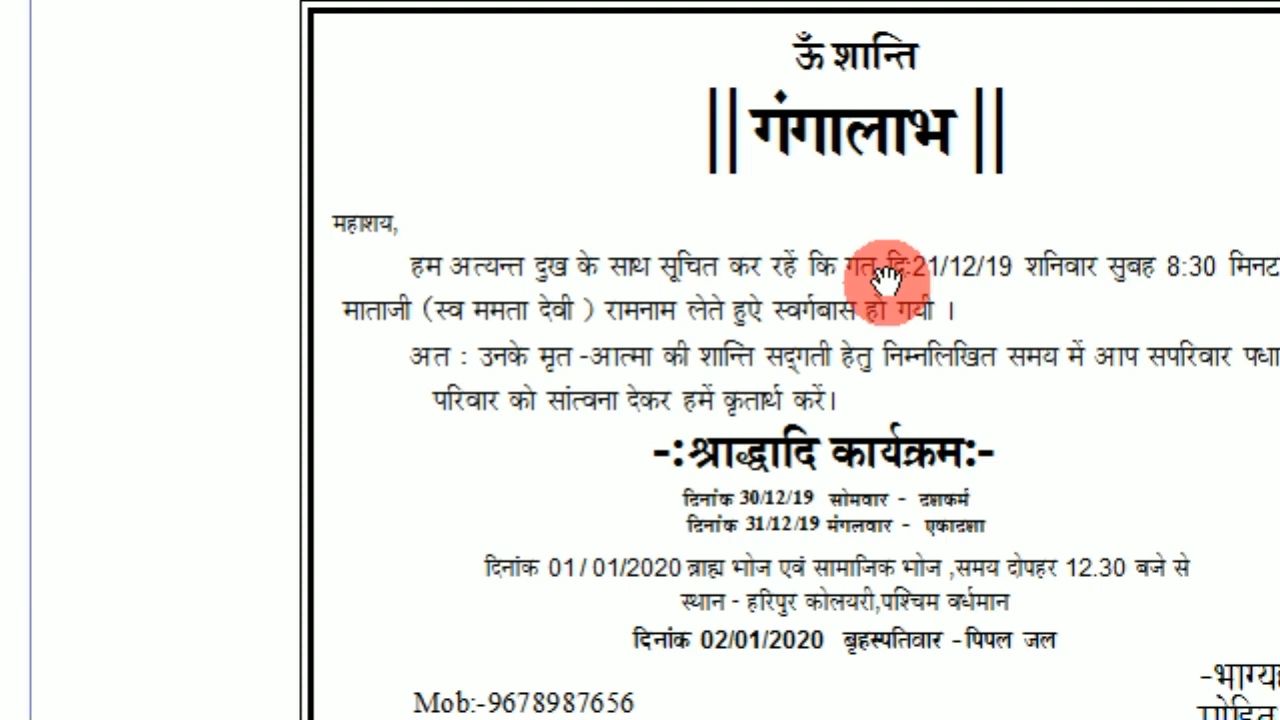 ऊँ शान्ति
|| गंगालाभ ||
महाशय,
हम अत्यन्त दुख के साथ सूचित कर रहें कि गत दि:21/12/19 शनिवार सुबह 8:30 मिनट
माताजी (स्व ममता देवी ) रामनाम लेते हुऐ स्वर्गबास हो गयी ।
अत : उनके मृत -आत्मा की शान्ति सद्गती हेतु निम्नलिखित समय में आप सपरिवार पधा
परिवार को सांत्वना देकर हमें कृतार्थ करें।
-:श्राद्धादि कार्यक्रम:-
दिनांक 30/12/19 सोमवार - दशकर्म
दिनांक 31/12/19 मंगलवार - एकादशा
दिनांक 01/01/2020 ब्राह्म भोज एवं सामाजिक भोज ,समय दोपहर 12.30 बजे से
स्थान - हरिपुर कोलयरी,पश्चिम वर्धमान
दिनांक 02/01/2020 बृहस्पतिवार -पिपल जल
-भाग्य
Mob:-9678987656